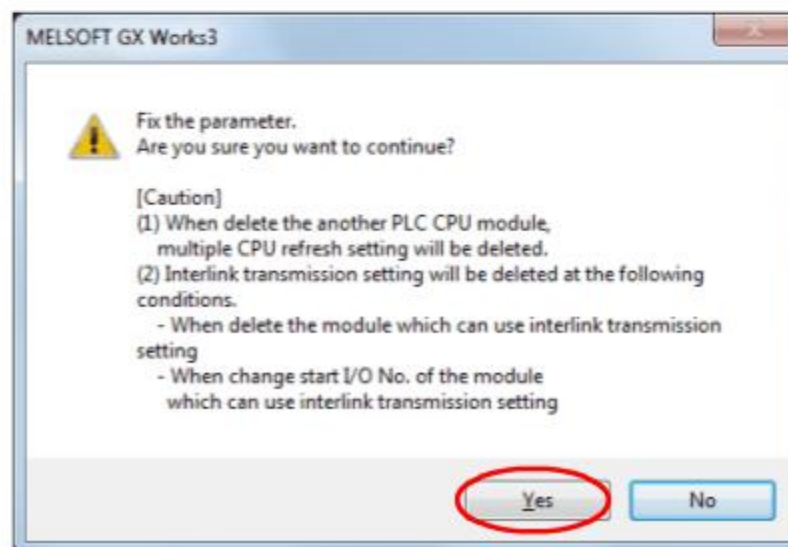 MELSOFT GX Works3
Fix the parameter.
Are you sure you want to continue?
[Caution]
(1) When delete the another PLC CPU module,
multiple CPU refresh setting will be deleted.
(2) Interlink transmission setting will be deleted at the following
conditions.
- When delete the module which can use interlink transmission
setting
- When change start I/O No. of the module
which can use interlink transmission setting
Yes
No